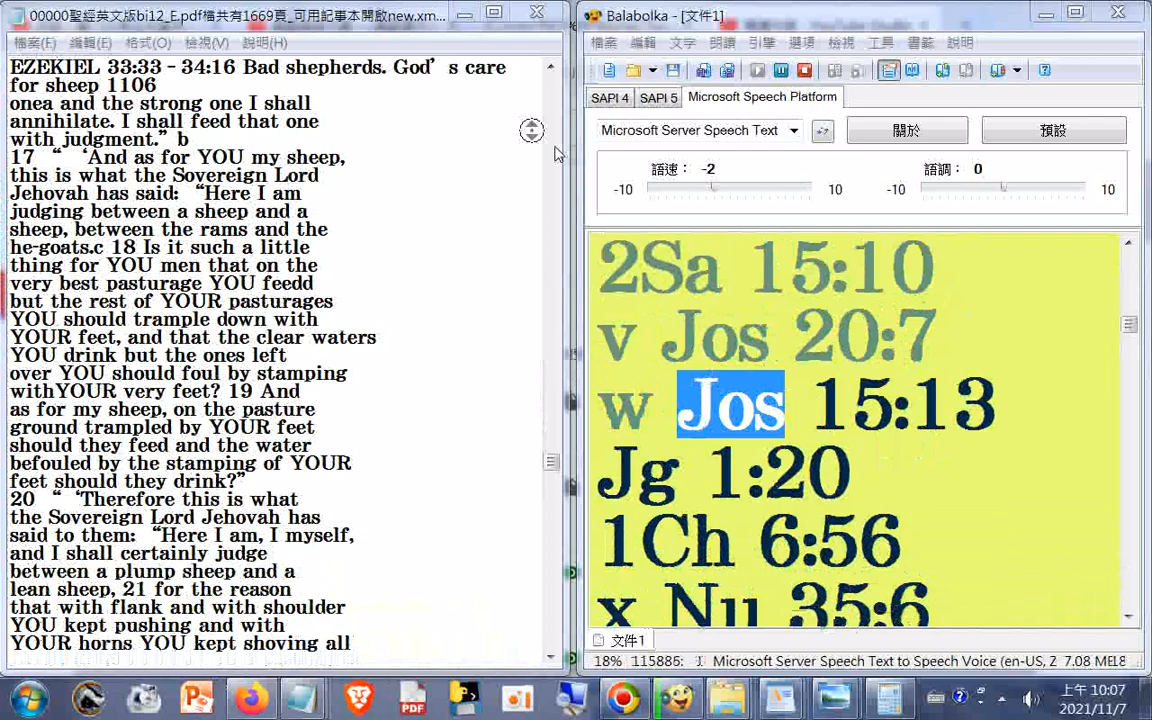 00000聖經英文版bi12_E.pdf檔共有1669頁_可用記事本開啟new.xm...
檔案(F) 編輯(E) 格式(O) 檢視(V) 說明(H)
EZEKIEL 33:33 – 34:16 Bad shepherds. God's care
for sheep 1106
onea and the strong one I shall
annihilate. I shall feed that one
with judgment.” b
17 “ ‘And as for YOU my sheep,
this is what the Sovereign Lord
Jehovah has said: “Here I am
judging between a sheep and a
sheep, between the rams and the
he-goats.c 18 Is it such a little
thing for YOU men that on the
very best pasturage YOU feedd
but the rest of YOUR pasturages
YOU should trample down with
YOUR feet, and that the clear waters
YOU drink but the ones left
over YOU should foul by stamping
withYOUR very feet? 19 And
as for my sheep, on the pasture
ground trampled by YOUR feet
should they feed and the water
befouled by the stamping of YOUR
feet should they drink?”
20 “ ‘Therefore this is what
the Sovereign Lord Jehovah has
said to them: “Here I am, I myself,
and I shall certainly judge
between a plump sheep and a
lean sheep, 21 for the reason
that with flank and with shoulder
YOU kept pushing and with
YOUR horns YOU kept shoving all
Balabolka - [文件1]
檔案 編輯 文字 朗讀 引擎 選項 檢視 工具 書籤 說明
SAPI 4 SAPI 5 Microsoft Speech Platform
Microsoft Server Speech Text 關於 預設
語速: -2 語調: 0
-10 10 -10 10
2Sa 15:10
v Jos 20:7
w Jos 15:13
Jg 1:20
1Ch 6:56
x Nu 35:6
文件1
18% 115886: Microsoft Server Speech Text to Speech Voice (en-US, Z 7.08 MEL8
上午 10:07
2021/11/7